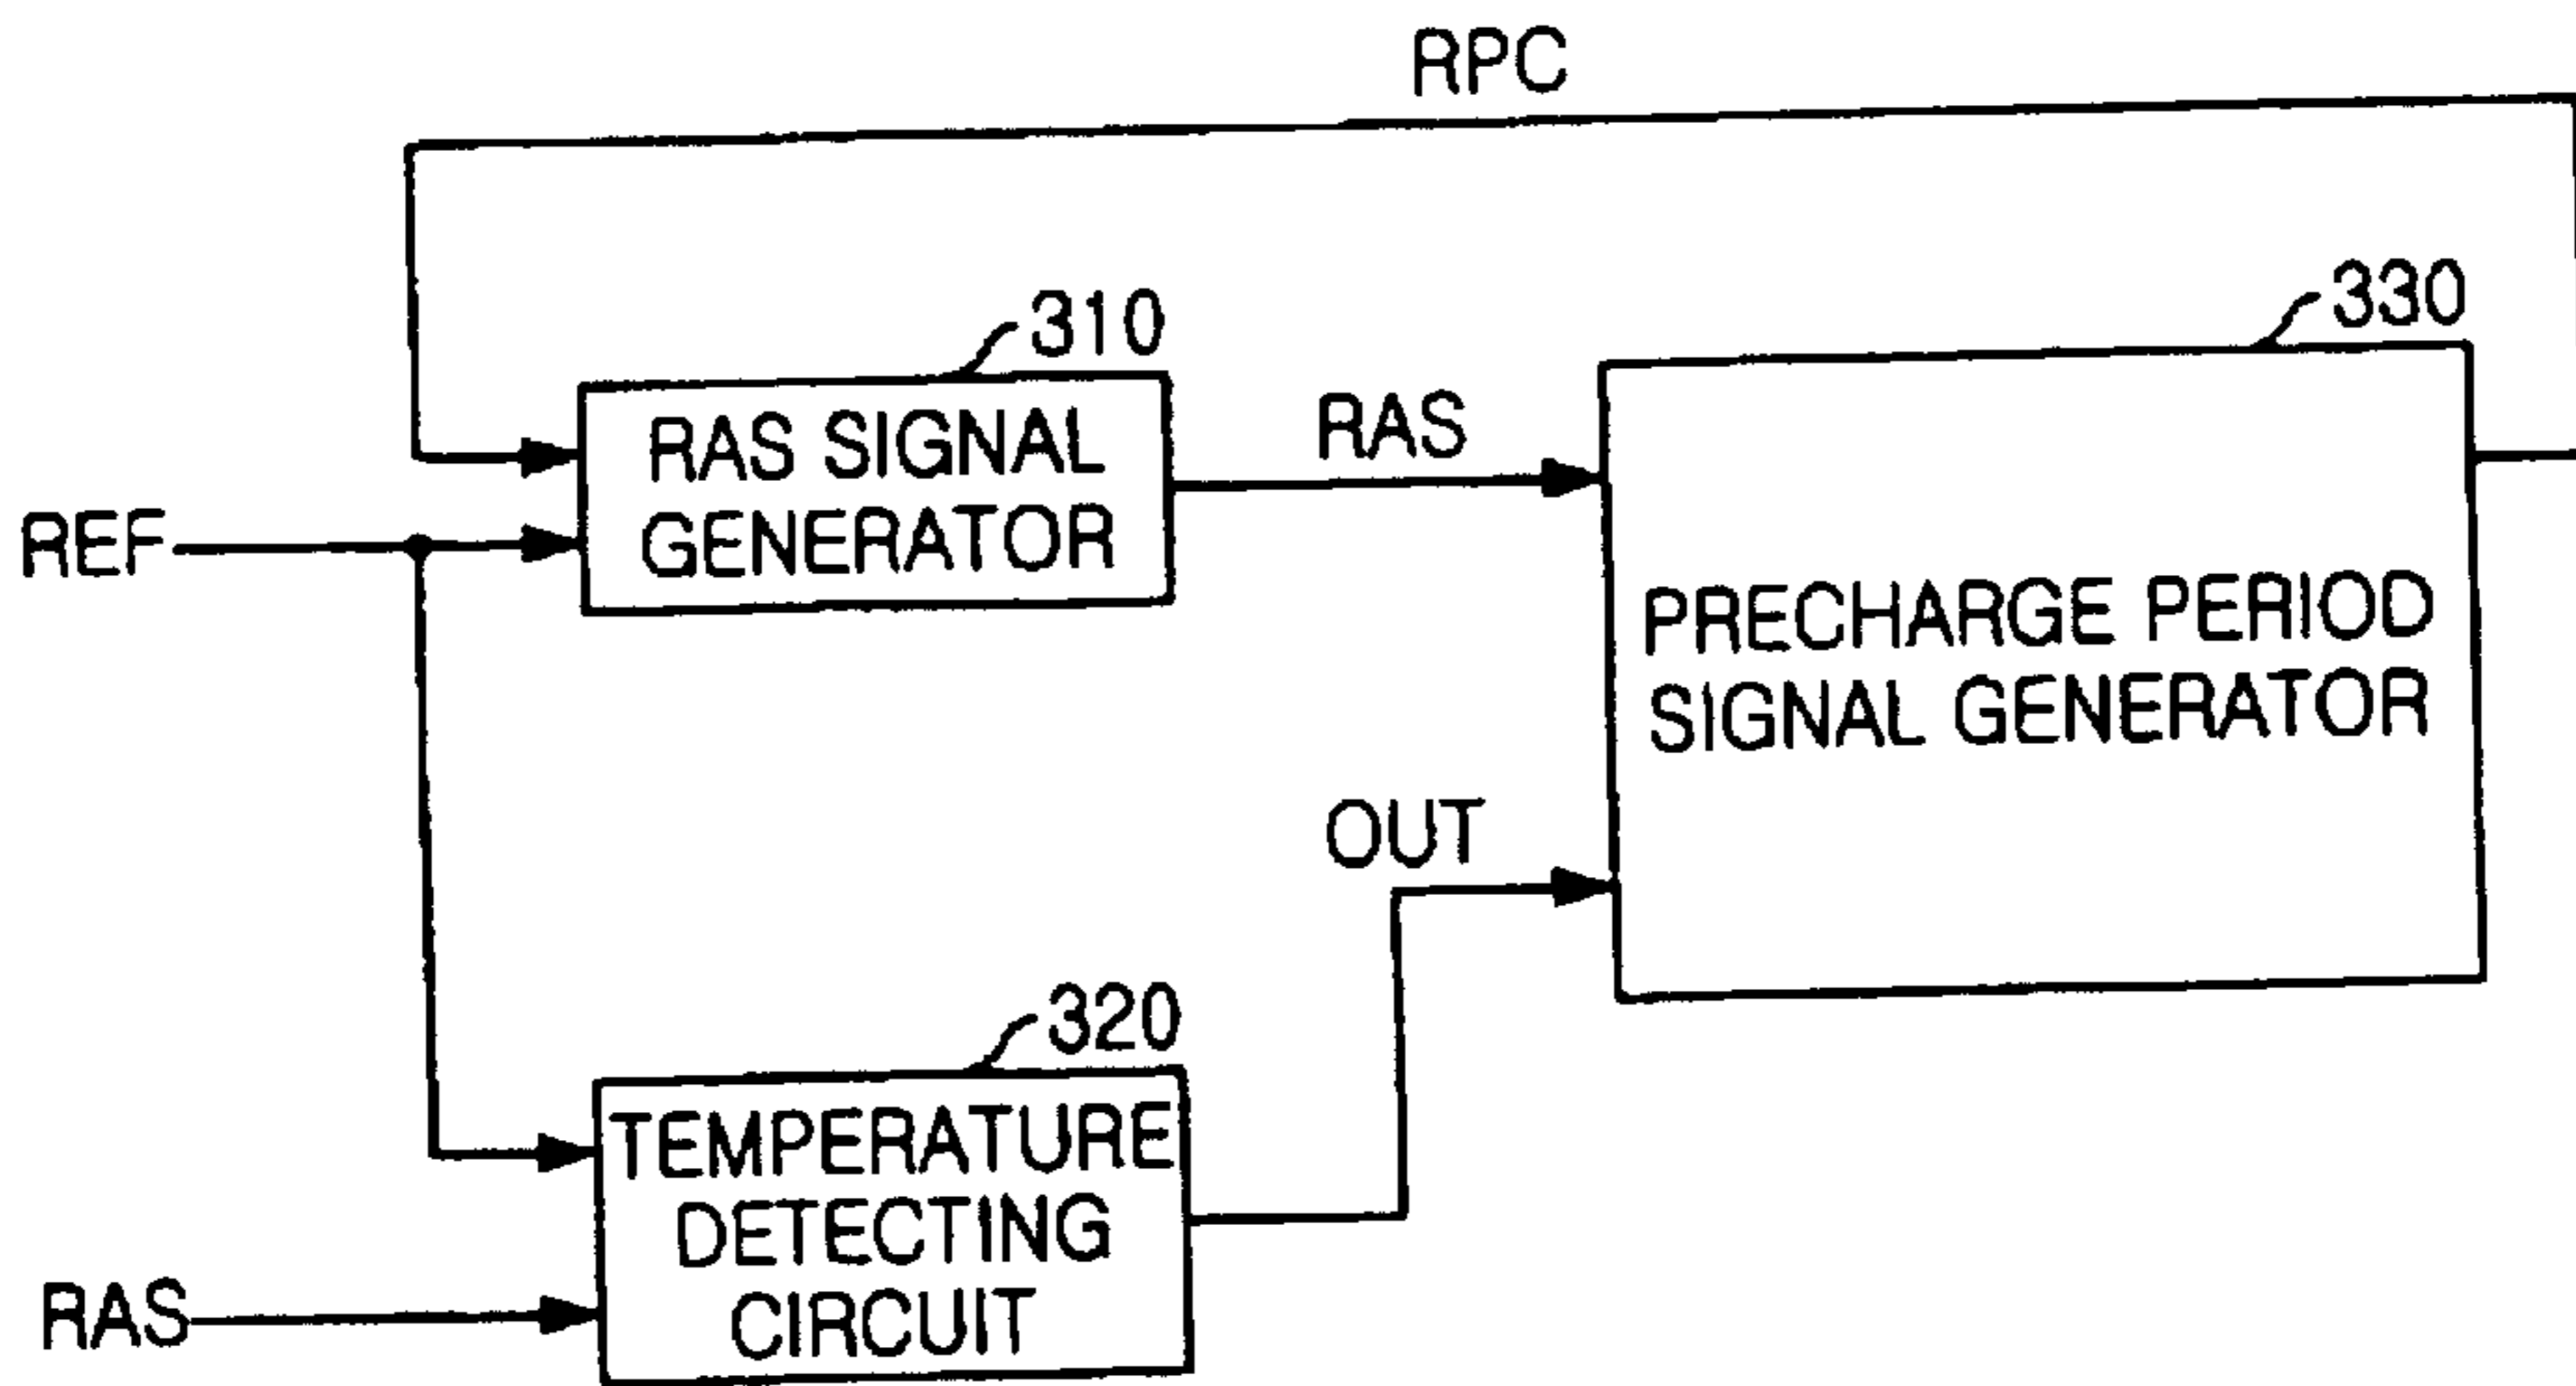 RPC
310
330
RAS SIGNAL
GENERATOR
RAS
REF
PRECHARGE PERIOD
SIGNAL GENERATOR
OUT
320
TEMPERATURE
DETECTING
CIRCUIT
RAS